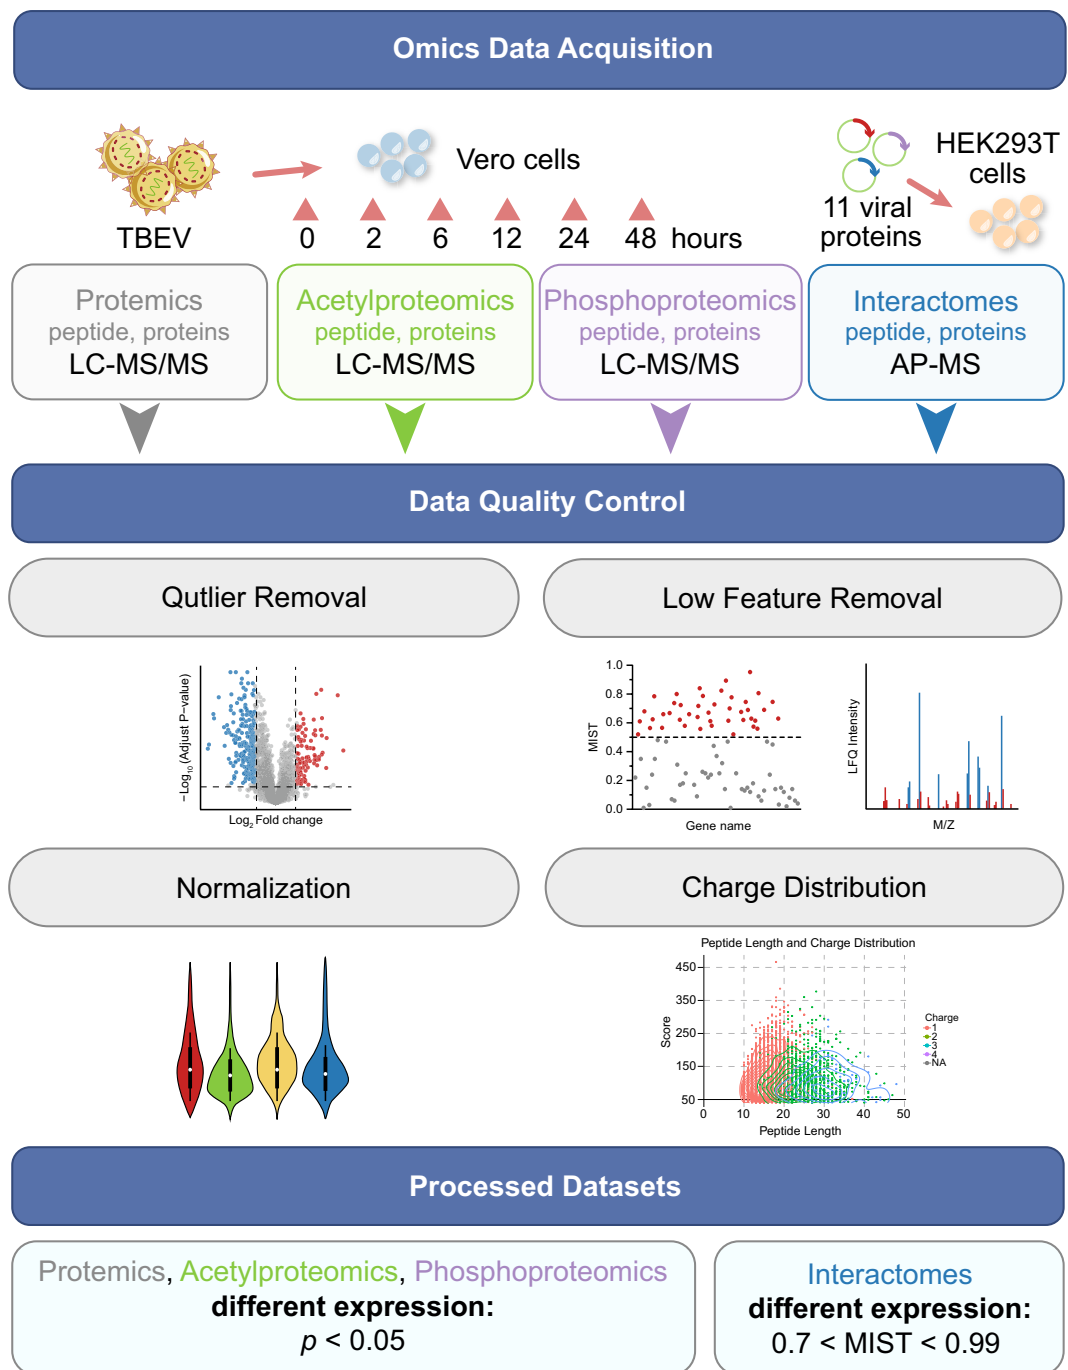 Omics Data Acquisition
TBEV
Vero cells
0 2 6 12 24 48 hours
11 viral
proteins
HEK293T
cells
Protemics
peptide, proteins
LC-MS/MS
Acetylproteomics
peptide, proteins
LC-MS/MS
Phosphoproteomics
peptide, proteins
LC-MS/MS
Interactomes
peptide, proteins
AP-MS
Data Quality Control
Qutlier Removal
Low Feature Removal
−Log10 (Adjust P−value)
Log2 Fold change
MIST
1.0
0.8
0.6
0.4
0.2
0.0
Gene name
LFQ Intensity
M/Z
Normalization
Charge Distribution
Peptide Length and Charge Distribution
Score
450
350
250
150
50
0 10 20 30 40 50
Peptide Length
Charge
1
2
3
4
NA
Processed Datasets
Protemics, Acetylproteomics, Phosphoproteomics
different expression:
p < 0.05
Interactomes
different expression:
0.7 < MIST < 0.99